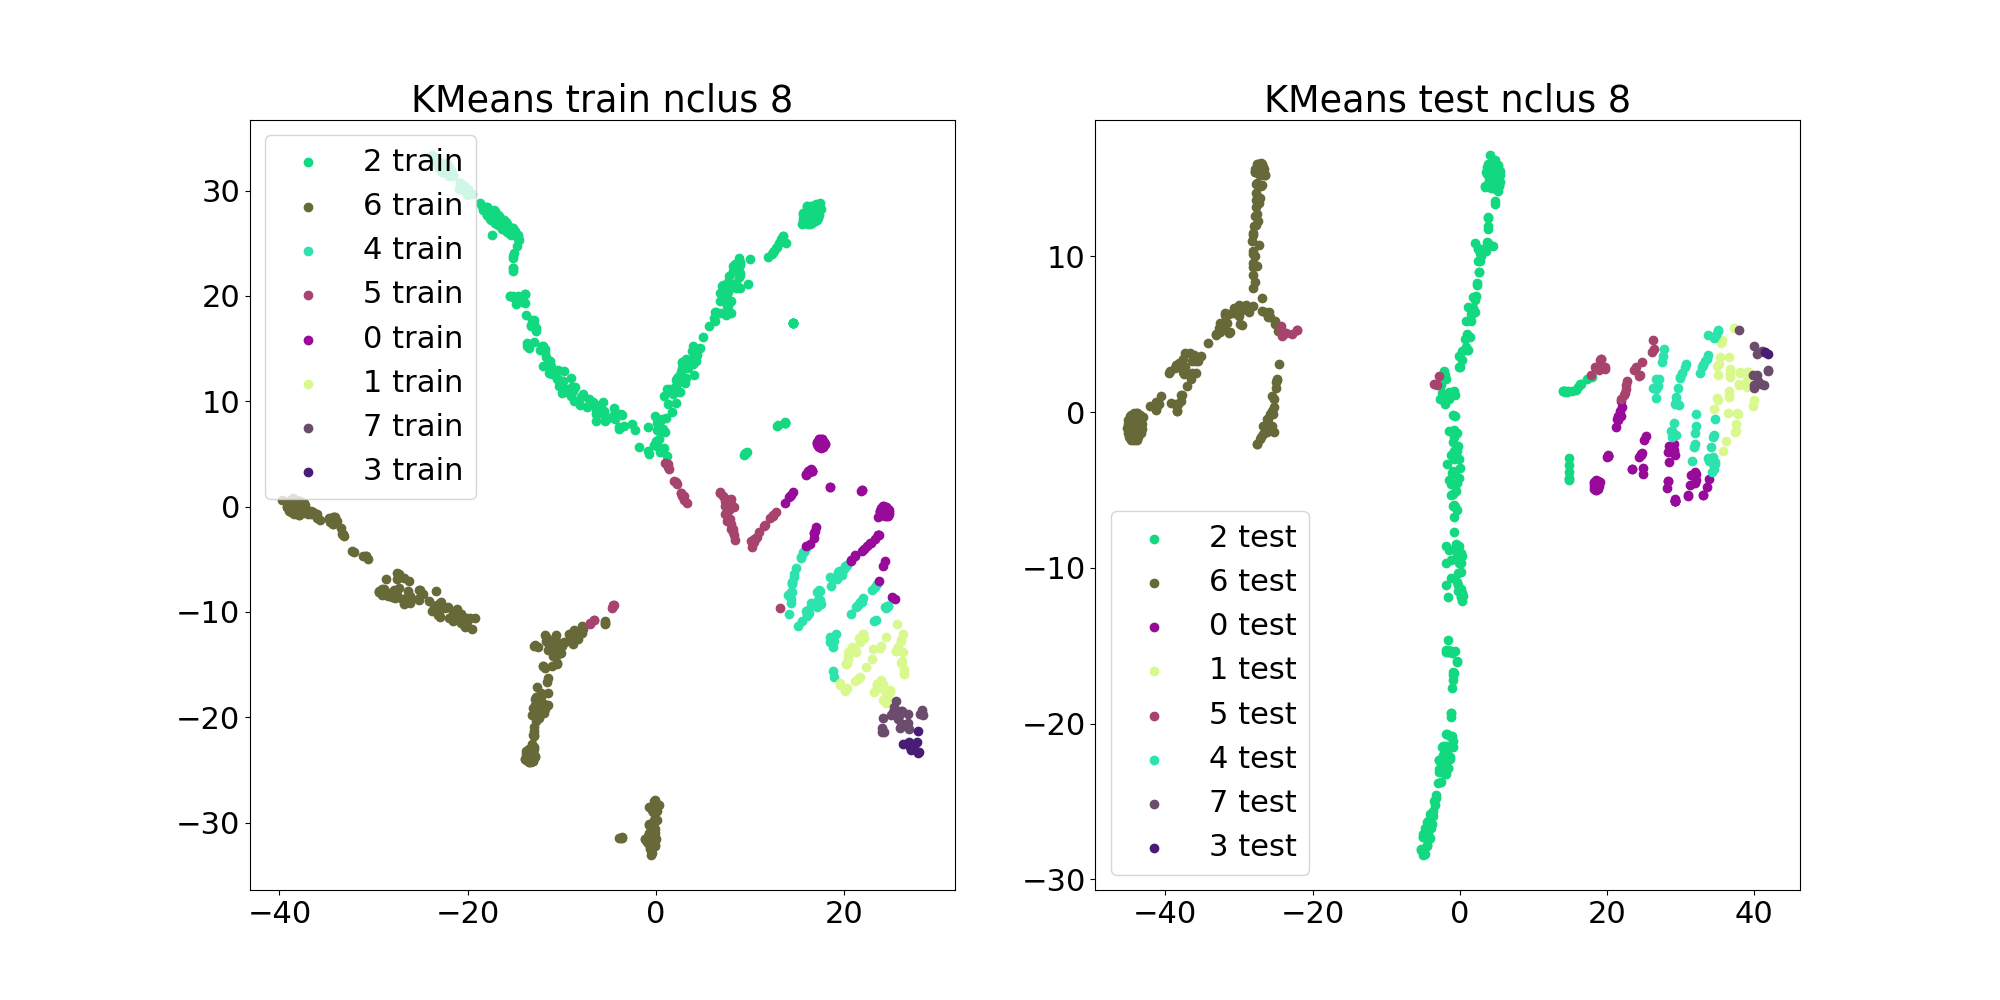 KMeans train nclus 8
2 train
6 train
4 train
5 train
0 train
1 train
7 train
3 train
30
20
10
0
−10
−20
−30
−40
−20
0
20
KMeans test nclus 8
10
0
−10
−20
−30
2 test
6 test
0 test
1 test
5 test
4 test
7 test
3 test
−40
−20
0
20
40